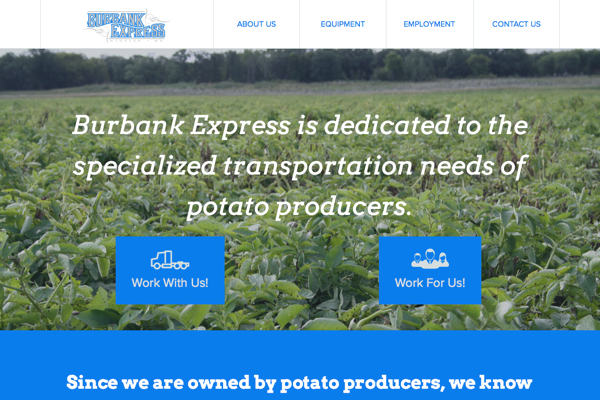 BURBANK
EXPRESS
ABOUT US
EQUIPMENT
EMPLOYMENT
CONTACT US
Burbank Express is dedicated to the
specialized transportation needs of
potato producers.
Work With Us!
Work For Us!
Since we are owned by potato producers, we know